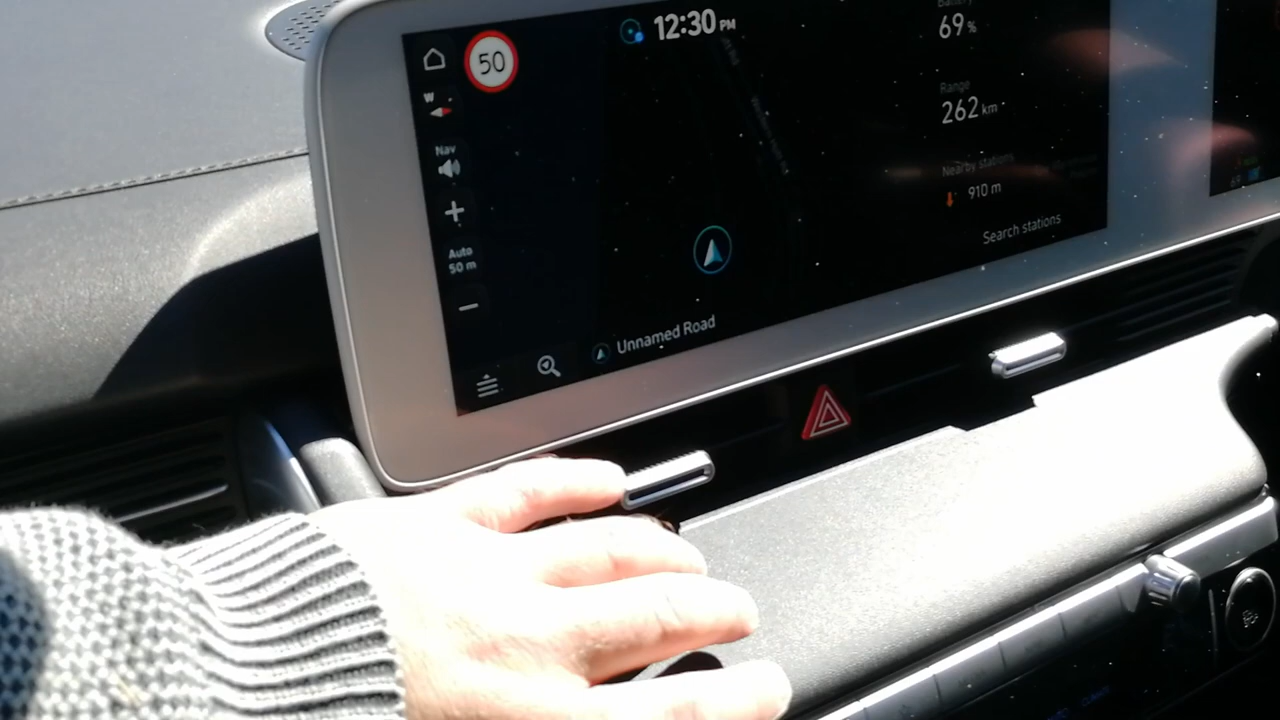 50
12:30 PM
Battery
69 %
W
Range
262 km
Nav
Nearby stations
910 m
Auto
50 m
Search stations
Unnamed Road
69